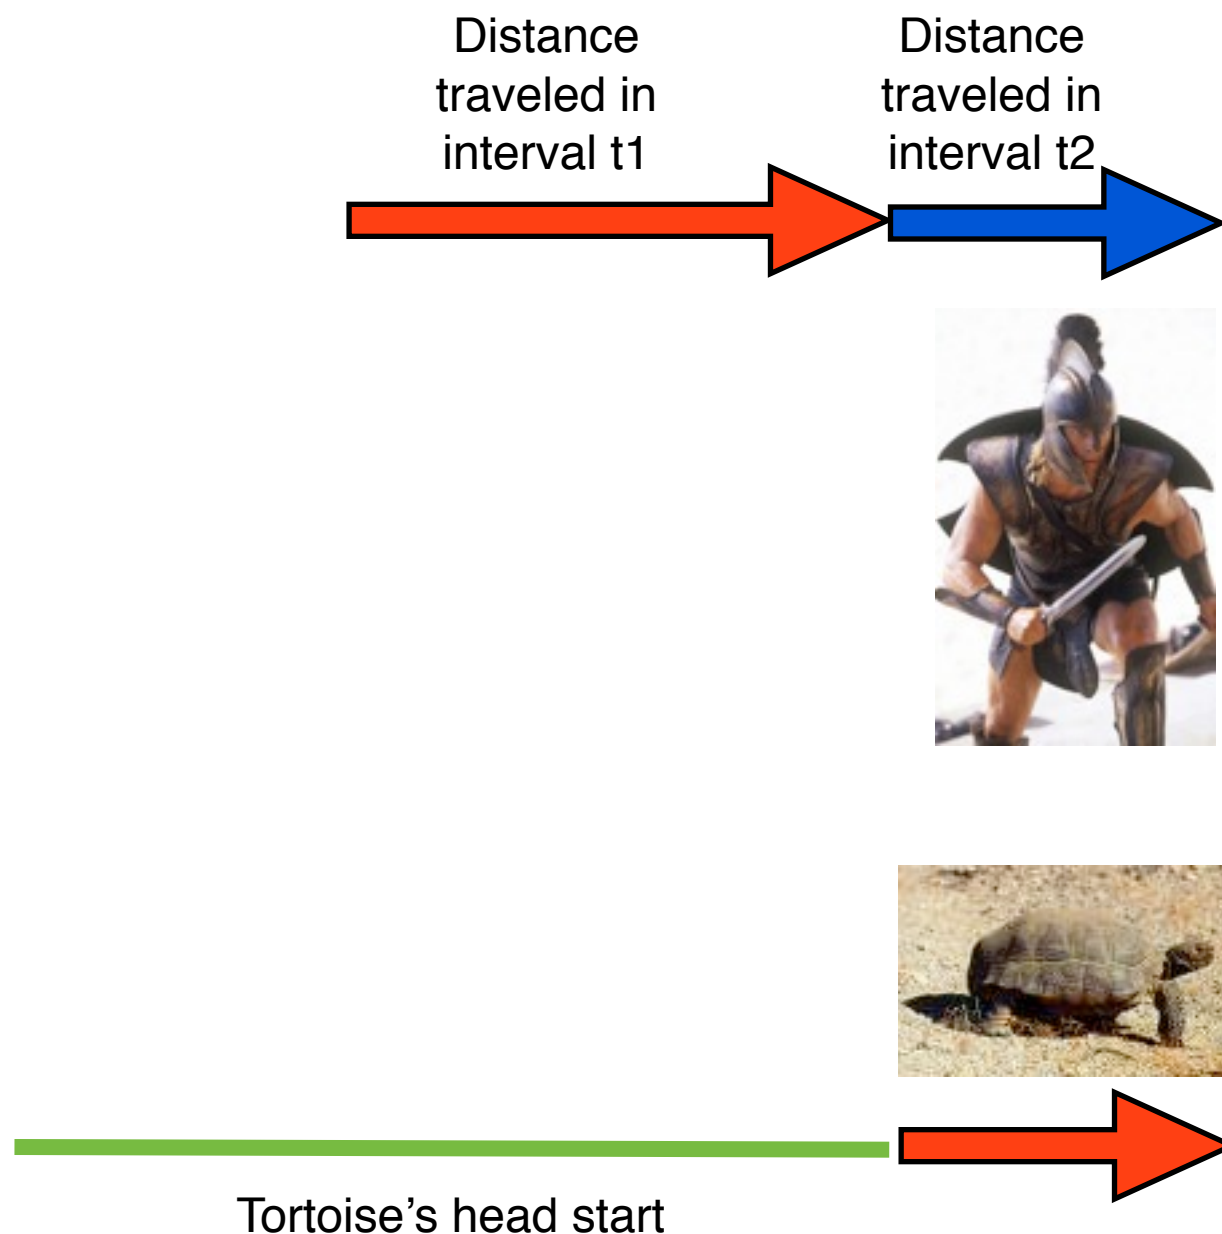 Distance
traveled in
interval t1
Distance
traveled in
interval t2
Tortoise’s head start